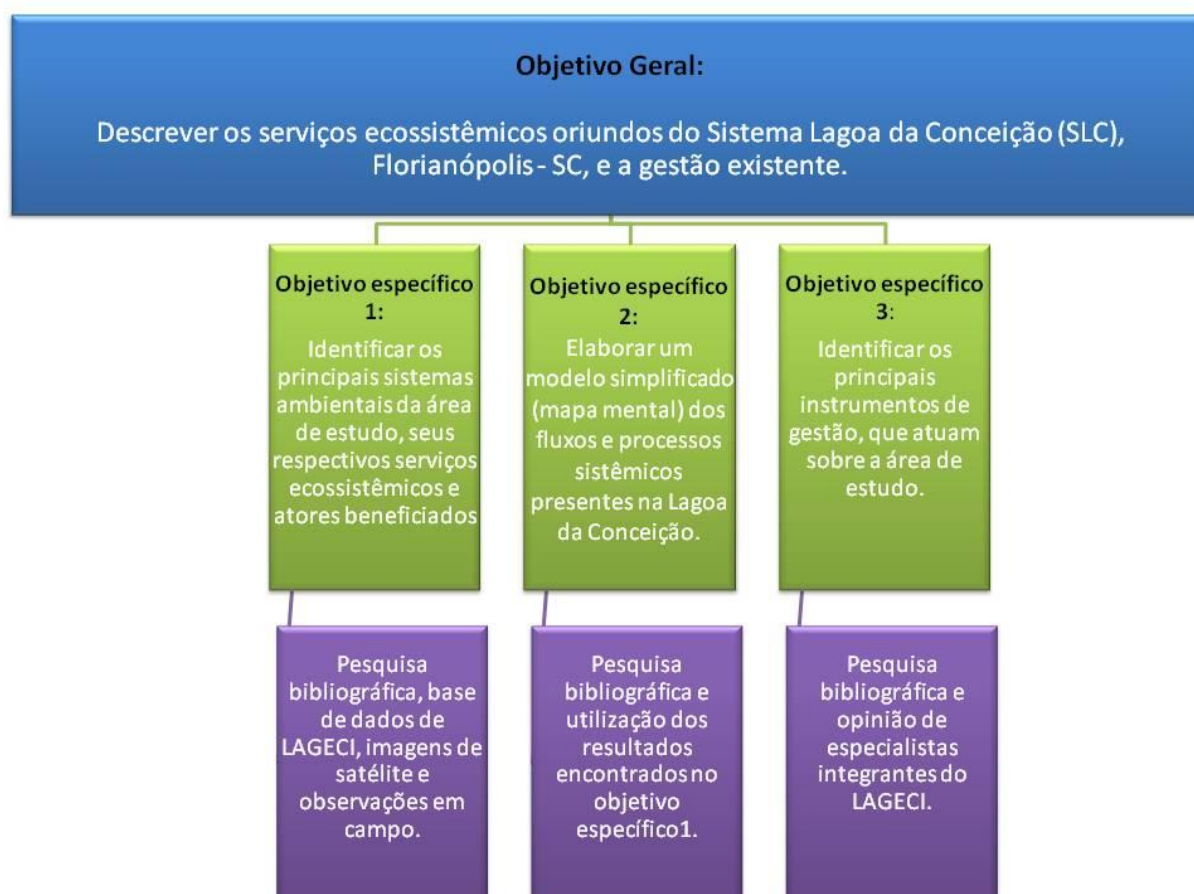 Objetivo Geral:
Descrever os serviços ecossistêmicos oriundos do Sistema Lagoa da Conceição (SLC),
Florianópolis - SC, e a gestão existente.
Objetivo específico
1:
Identificar os
principais sistemas
ambientais da área
de estudo, seus
respectivos serviços
ecossistêmicos e
atores beneficiados
Objetivo específico
2:
Elaborar um
modelo simplificado
(mapa mental) dos
fluxos e processos
sistêmicos
presentes na Lagoa
da Conceição.
Objetivo específico
3:
Identificar os
principais
instrumentos de
gestão, que atuam
sobre a área de
estudo.
Pesquisa
bibliográfica, base
de dados de
LAGECI, imagens de
satélite e
observações em
campo.
Pesquisa
bibliográfica e
utilização dos
resultados
encontrados no
objetivo
específico1.
Pesquisa
bibliográfica e
opinião de
especialistas
integrantes do
LAGECI.